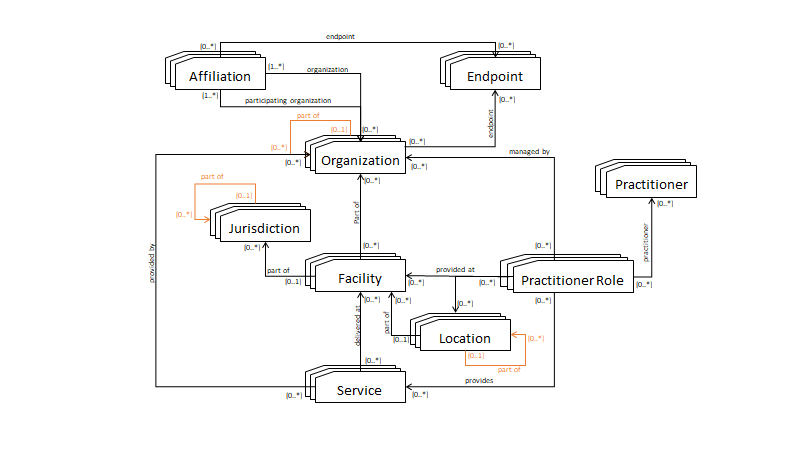 endpoint
[0..*]
[0..*]
Affiliation
[1..*]
organization
Endpoint
[1..*]
participating organization
[0..*]
part of
[0..1]
[0..*]
endpoint
[0..*]
[0..*]
[0..*]
Organization
managed by
[0..*]
[0..*]
part of
[0..1]
[0..*]
Practitioner
[0..*]
Jurisdiction
Part of
practitioner
[0..*]
[0..*]
[0..*]
provided by
part of
[0..1]
Facility
[0..*]
provided at
[0..*]
Practitioner Role
[0..*]
[0..*]
[0..*]
[0..*]
[0..*]
delivered at
part of
[0..1]
Location
[0..*]
[0..1]
part of
[0..*]
[0..*]
Service
provides
[0..*]